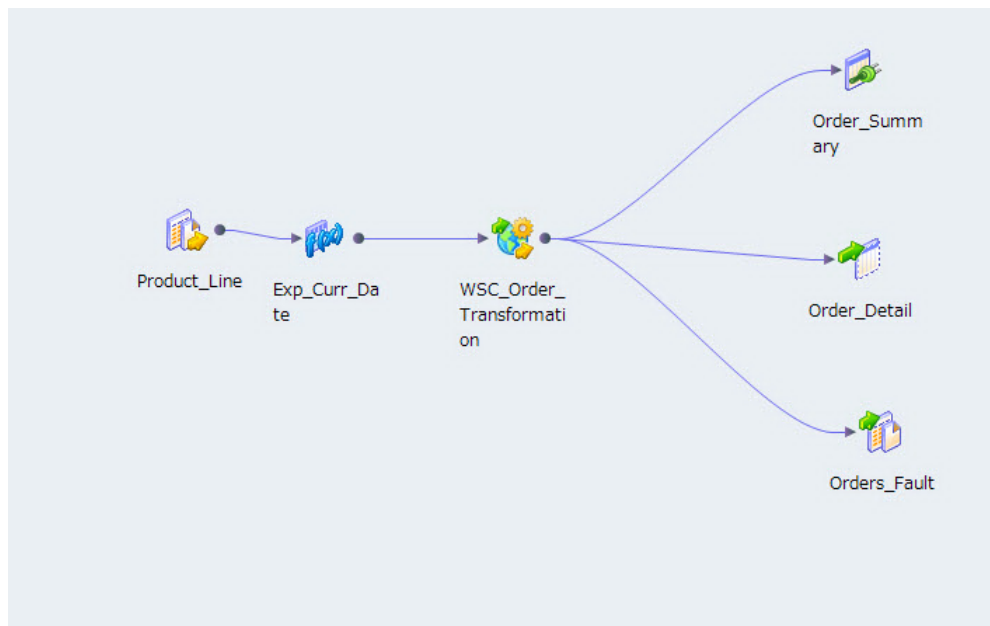 Order_Summ
ary
Product_Line
f(x)
Exp_Curr_Da
te
WSC_Order_
Transformati
on
Order_Detail
Orders_Fault